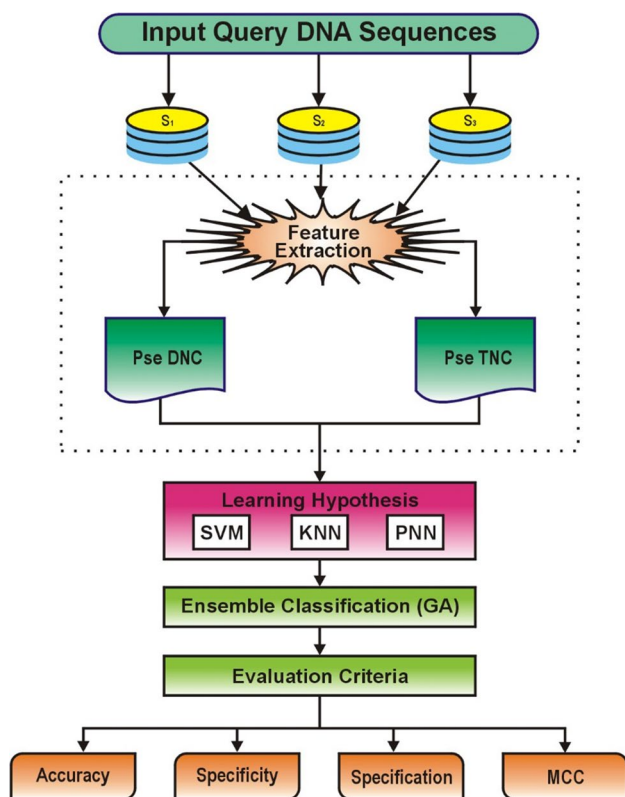 Input Query DNA Sequences
S1
S2
S3
Feature
Extraction
Pse DNC
Pse TNC
Learning Hypothesis
SVM
KNN
PNN
Ensemble Classification (GA)
Evaluation Criteria
Accuracy
Specificity
Specification
MCC